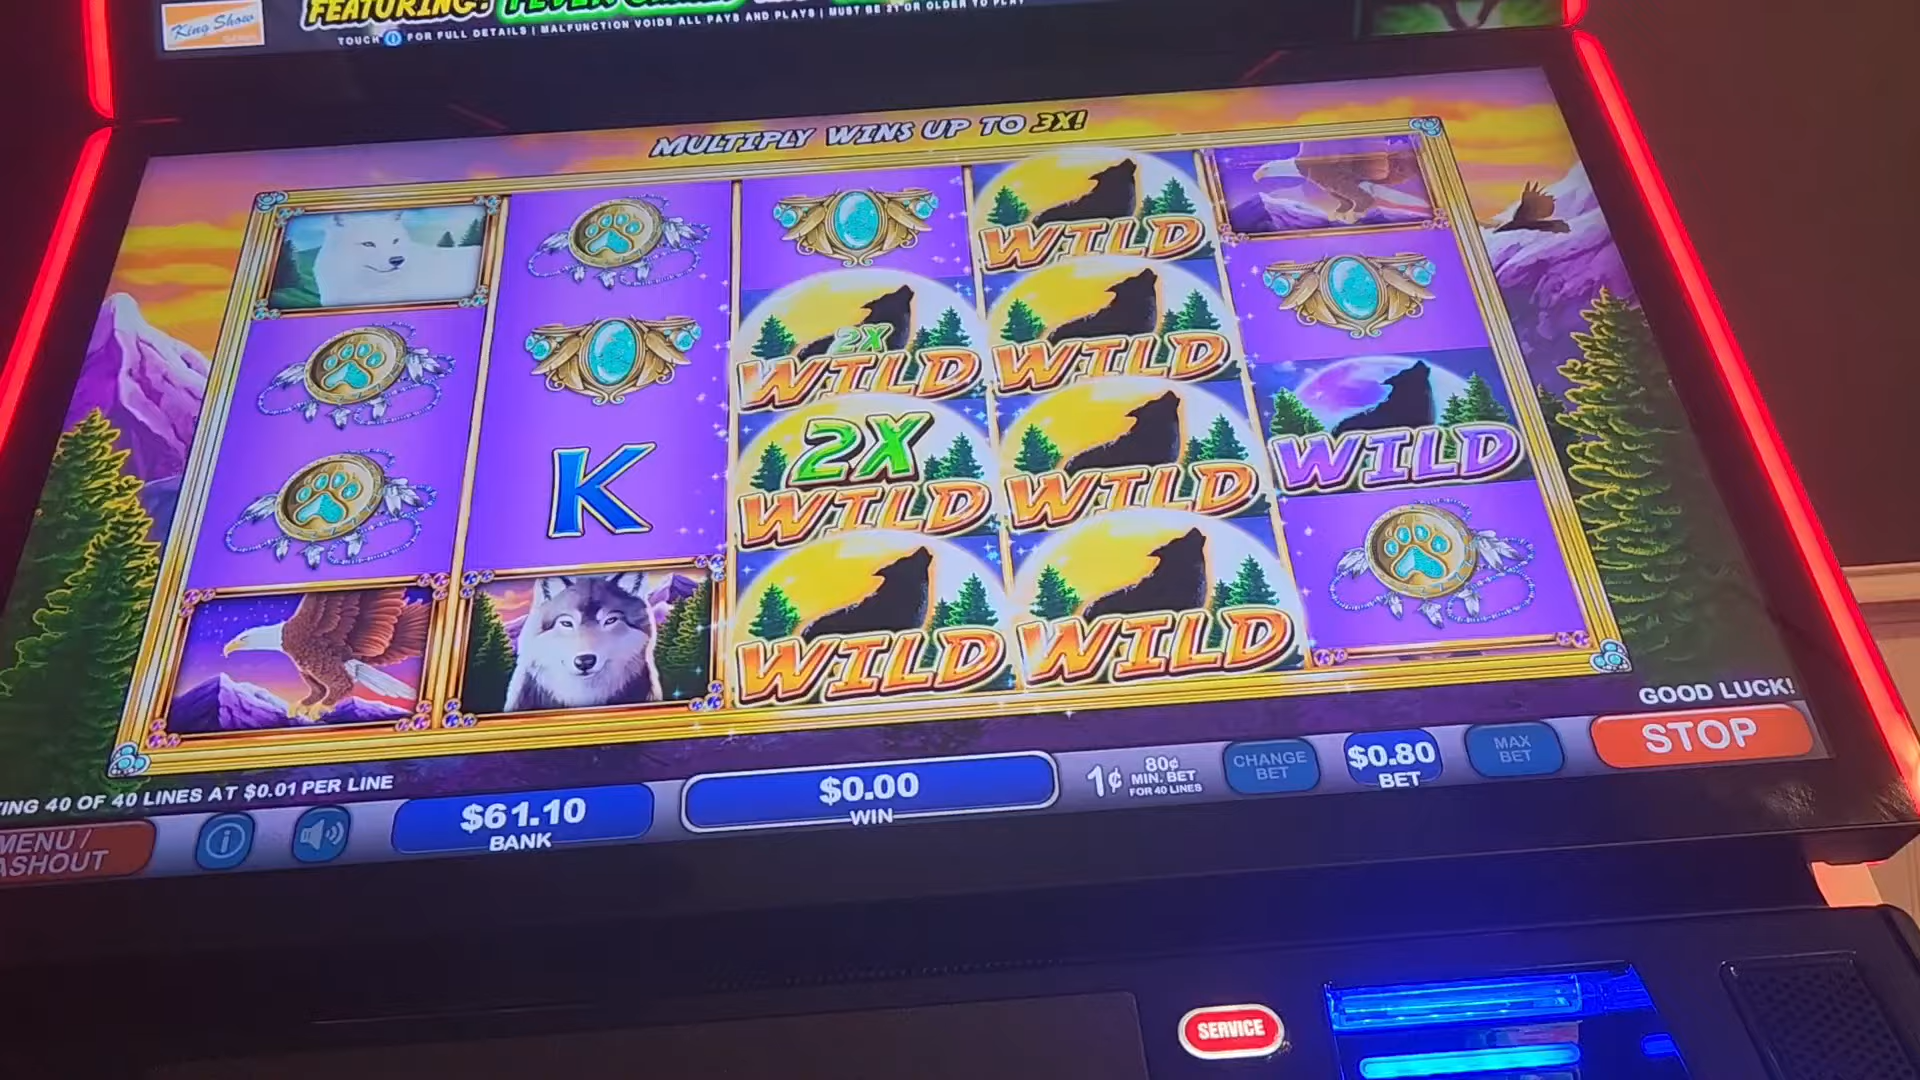 King Show
FEATURING:
TOUCH i FOR FULL DETAILS | MALFUNCTION VOIDS ALL PAYS AND PLAYS | MUST BE 21 OR OLDER TO PLAY
MULTIPLY WINS UP TO 3X!
WILD
2X
WILD
WILD
2X
WILD
WILD
WILD
K
WILD
WILD
GOOD LUCK!
ING 40 OF 40 LINES AT $0.01 PER LINE
MENU /
ASHOUT
i
$61.10
BANK
$0.00
WIN
1¢
80¢
MIN. BET
FOR 40 LINES
CHANGE
BET
$0.80
BET
MAX
BET
STOP
SERVICE